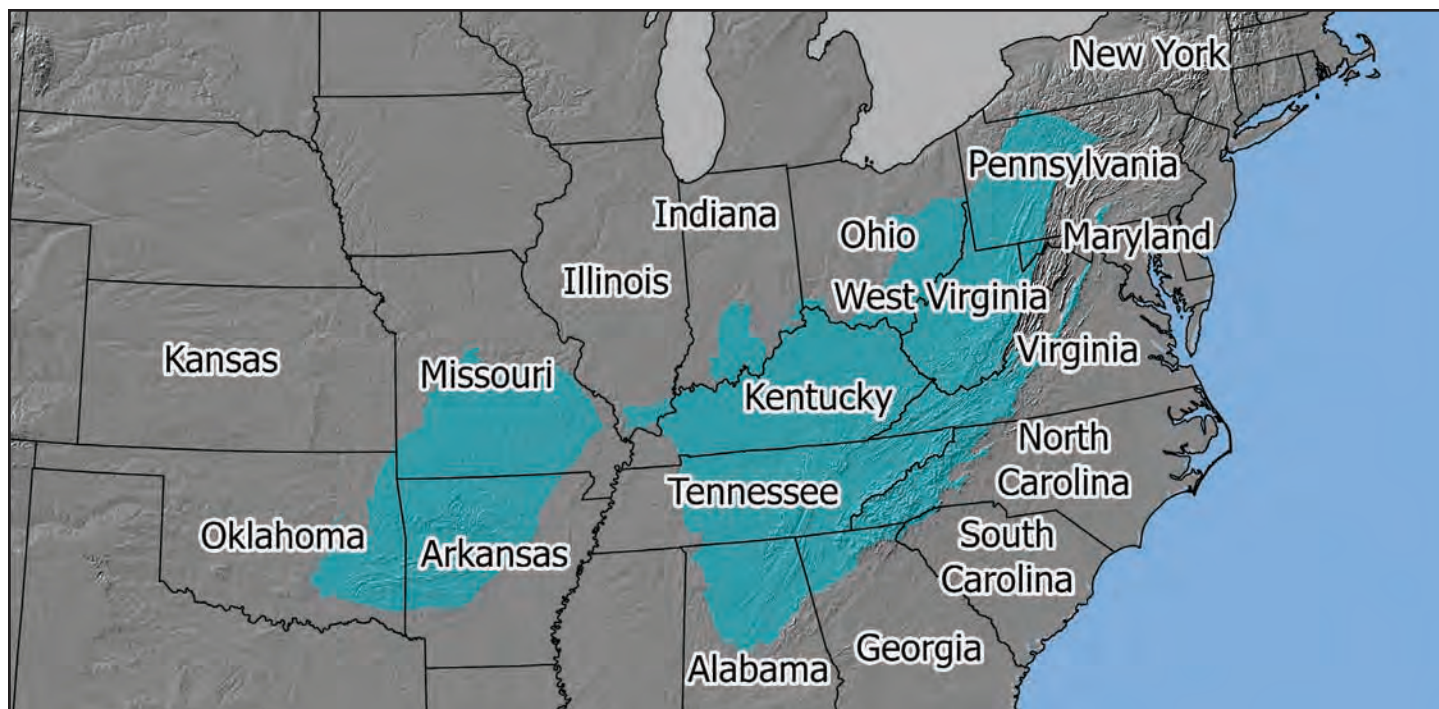 New York
Pennsylvania
Indiana
Ohio
Maryland
Illinois
West Virginia
Kansas
Missouri
Virginia
Kentucky
North
Carolina
Tennessee
Oklahoma
Arkansas
South
Carolina
Georgia
Alabama